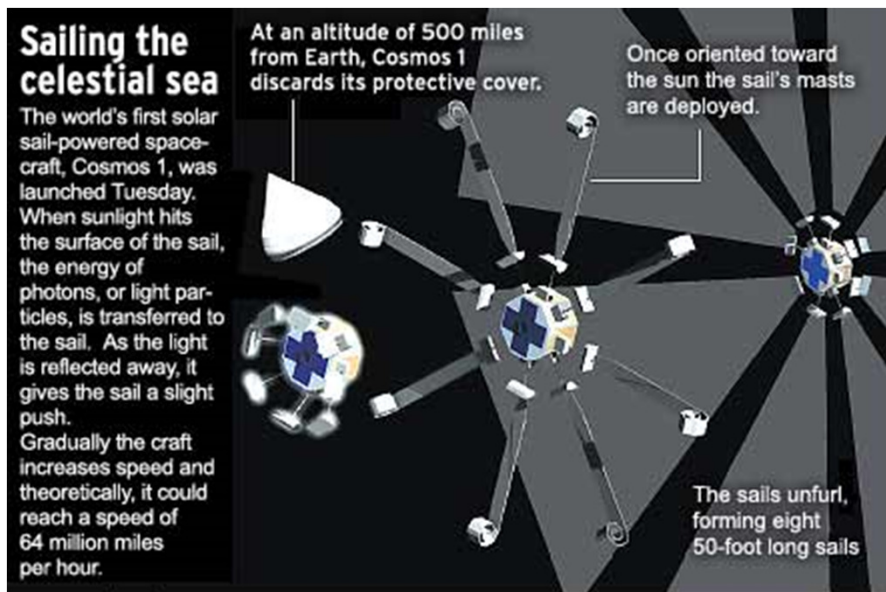 Sailing the
celestial sea
The world's first solar
sail-powered space-
craft, Cosmos 1, was
launched Tuesday.
When sunlight hits
the surface of the sail,
the energy of
photons, or light par-
ticles, is transferred to
the sail. As the light
is reflected away, it
gives the sail a slight
push.
Gradually the craft
increases speed and
theoretically, it could
reach a speed of
64 million miles
per hour.
At an altitude of 500 miles
from Earth, Cosmos 1
discards its protective cover.
Once oriented toward
the sun the sail's masts
are deployed.
The sails unfurl,
forming eight
50-foot long sails